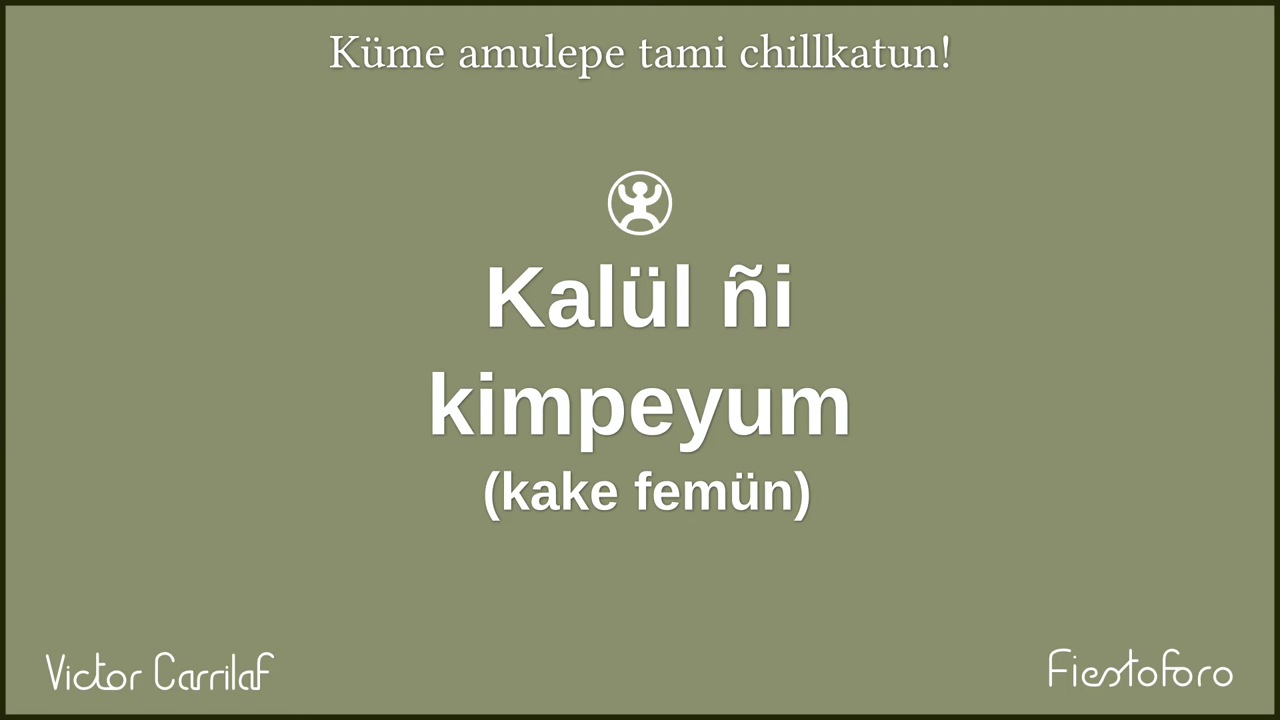 Küme amulepe tami chillkatun!
Kalül ñi
kimpeyum
(kake femün)
Victor Carrilaf
Fiestoforo